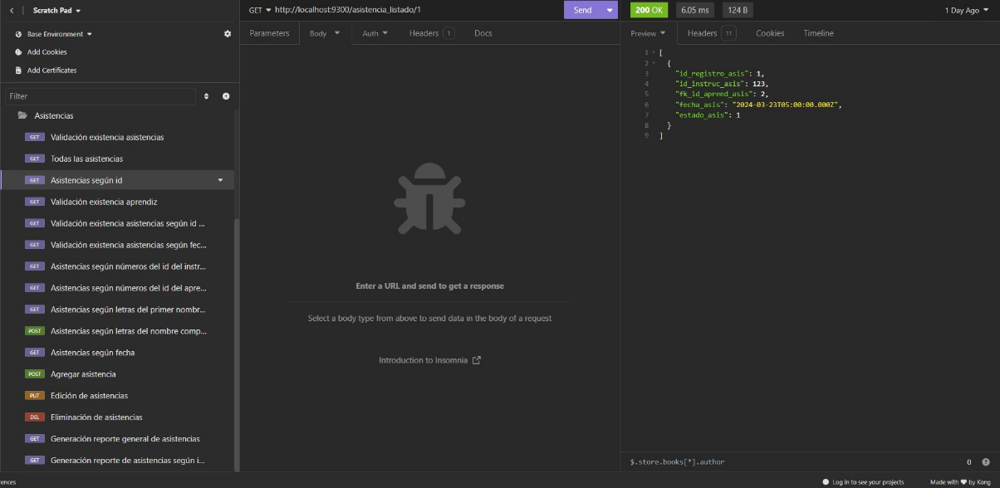 Scratch Pad
Base Environment
Add Cookies
Add Certificates
Filter
Asistencias
GET Validación existencia asistencias
GET Todas las asistencias
GET Asistencias según id
GET Validación existencia aprendiz
GET Validación existencia asistencias según id ...
GET Validación existencia asistencias según fec...
GET Asistencias según números del id del instr...
GET Asistencias según números del id del apre...
GET Asistencias según letras del primer nombr...
POST Asistencias según letras del nombre comp...
GET Asistencias según fecha
POST Agregar asistencia
PUT Edición de asistencias
DEL Eliminación de asistencias
GET Generación reporte general de asistencias
GET Generación reporte de asistencias según i...
rences
GET http://localhost:9300/asistencia_listado/1
Send
Parameters Body Auth Headers 1 Docs
Enter a URL and send to get a response
Select a body type from above to send data in the body of a request
Introduction to Insomnia
200 OK 6.05 ms 124 B 1 Day Ago
Preview Headers 11 Cookies Timeline
1 [
2 {
3 "id_registro_asis": 1,
4 "id_instruc_asis": 123,
5 "fk_id_aprend_asis": 2,
6 "fecha_asis": "2024-03-23T05:00:00.000Z",
7 "estado_asis": 1
8 }
9 ]
$.store.books[*].author 0
Log in to see your projects Made with ♥ by Kong